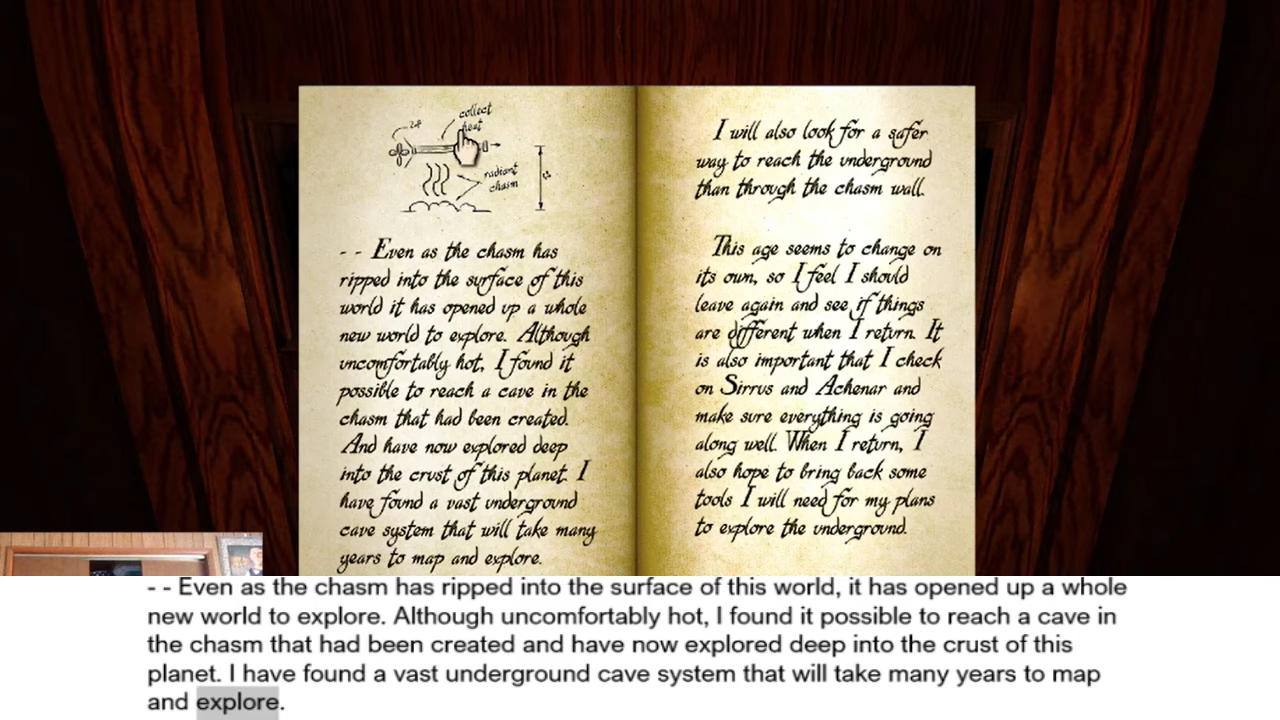 collect
heat
radiant
chasm
- - Even as the chasm has
ripped into the surface of this
world it has opened up a whole
new world to explore. Although
uncomfortably hot, I found it
possible to reach a cave in the
chasm that had been created.
And have now explored deep
into the crust of this planet. I
have found a vast underground
cave system that will take many
years to map and explore.
I will also look for a safer
way to reach the underground
than through the chasm wall.
This age seems to change on
its own, so I feel I should
leave again and see if things
are different when I return. It
is also important that I check
on Sirrus and Achenar and
make sure everything is going
along well. When I return, I
also hope to bring back some
tools I will need for my plans
to explore the underground.
- - Even as the chasm has ripped into the surface of this world, it has opened up a whole
new world to explore. Although uncomfortably hot, I found it possible to reach a cave in
the chasm that had been created and have now explored deep into the crust of this
planet. I have found a vast underground cave system that will take many years to map
and explore.